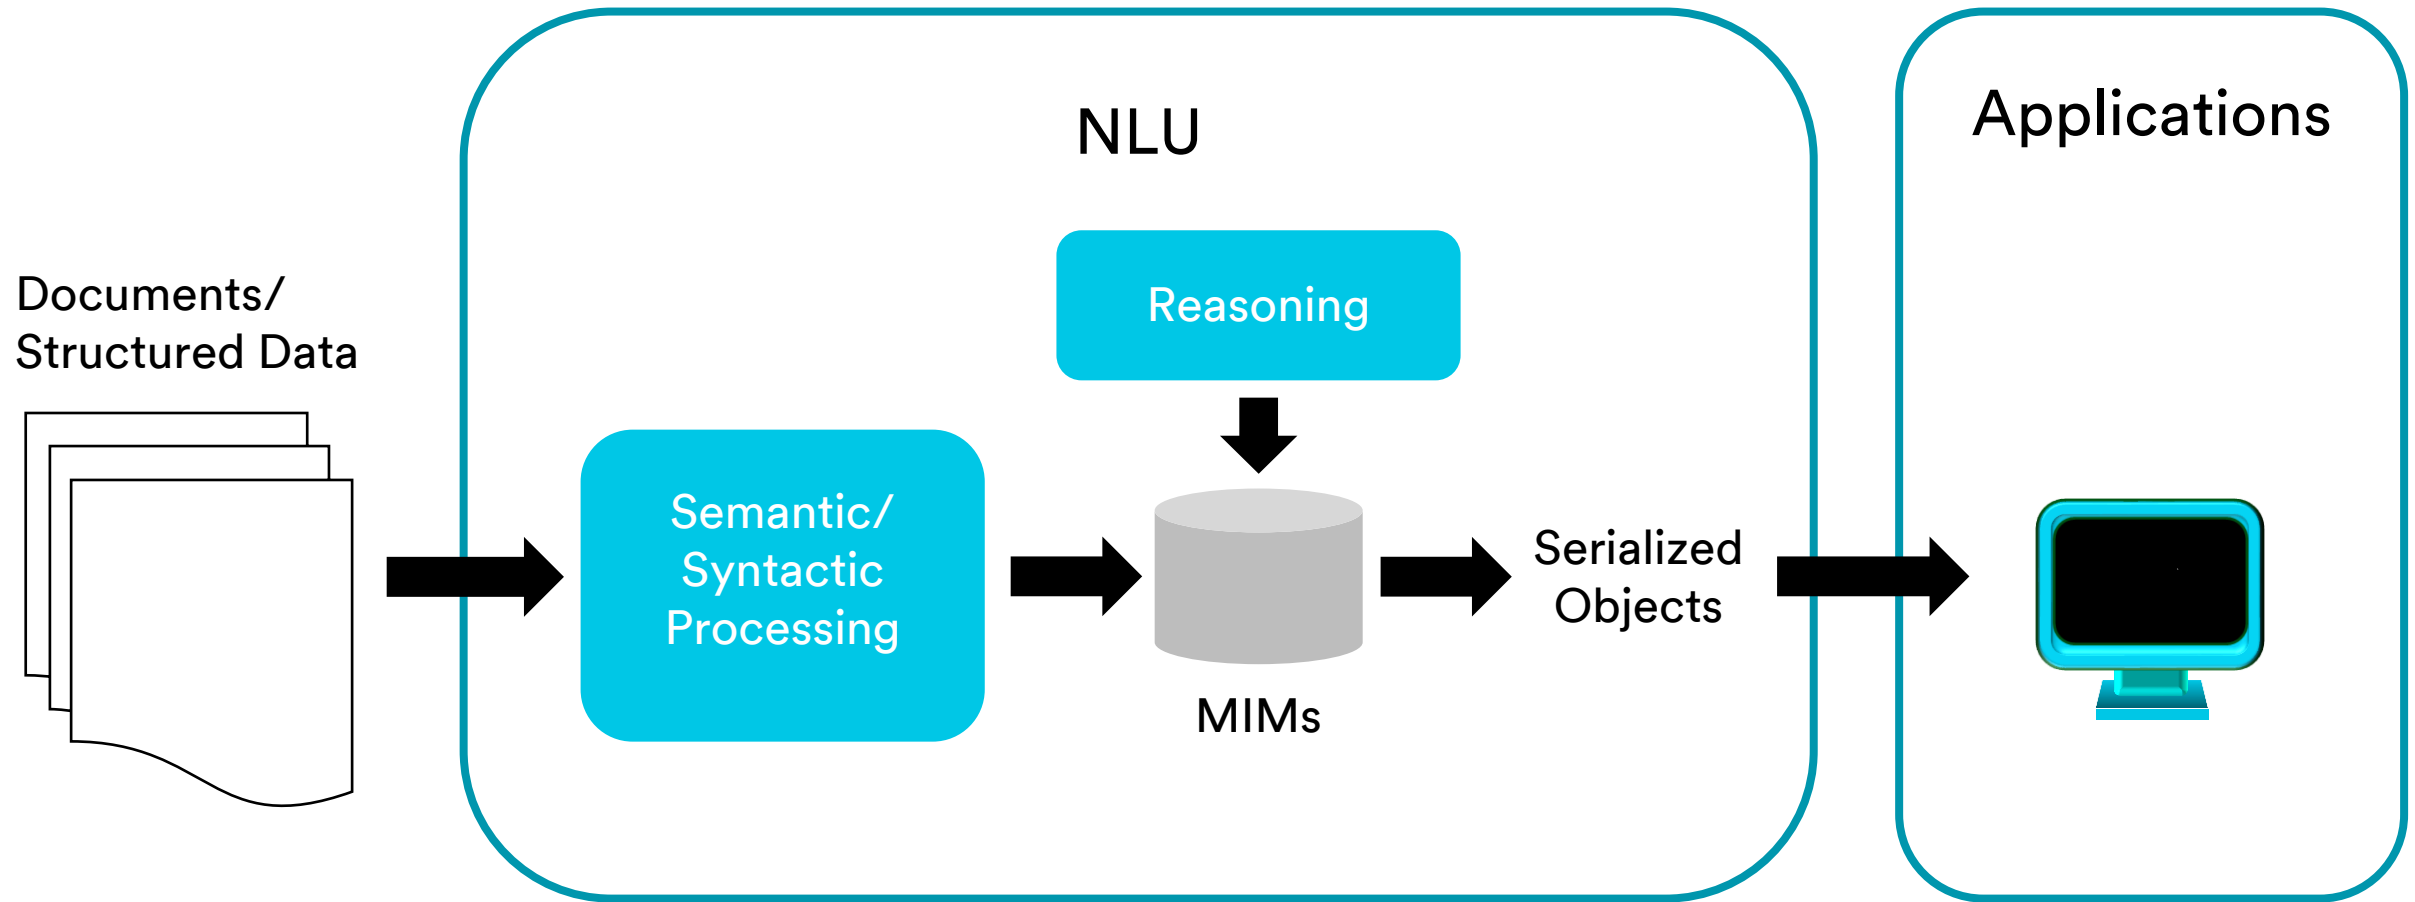 NLU
Applications
Documents/
Structured Data
Reasoning
Semantic/
Syntactic
Processing
MIMs
Serialized
Objects